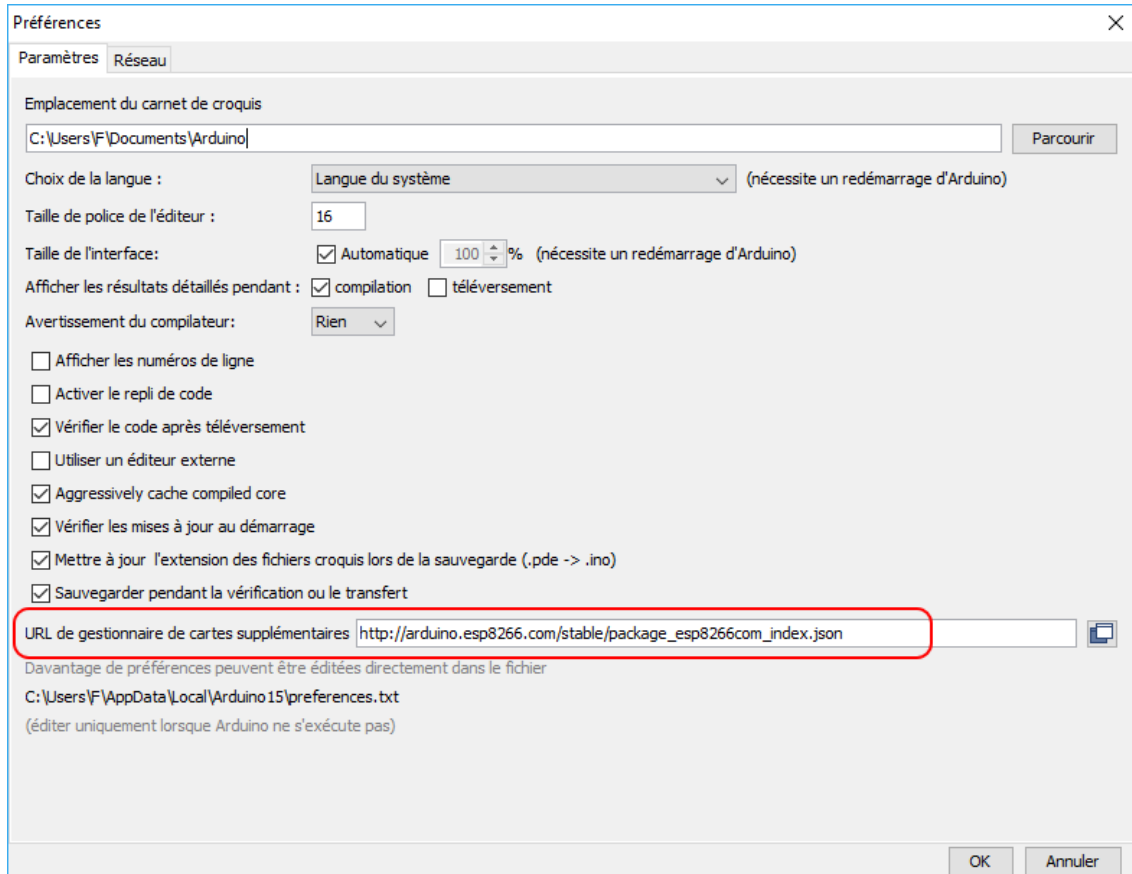 Préférences
Paramètres Réseau
Emplacement du carnet de croquis
C:\Users\F\Documents\Arduino Parcourir
Choix de la langue : Langue du système (nécessite un redémarrage d'Arduino)
Taille de police de l'éditeur : 16
Taille de l'interface: Automatique 100 % (nécessite un redémarrage d'Arduino)
Afficher les résultats détaillés pendant : compilation téléversement
Avertissement du compilateur: Rien
Afficher les numéros de ligne
Activer le repli de code
Vérifier le code après téléversement
Utiliser un éditeur externe
Aggressively cache compiled core
Vérifier les mises à jour au démarrage
Mettre à jour l'extension des fichiers croquis lors de la sauvegarde (.pde -> .ino)
Sauvegarder pendant la vérification ou le transfert
URL de gestionnaire de cartes supplémentaires http://arduino.esp8266.com/stable/package_esp8266com_index.json
Davantage de préférences peuvent être éditées directement dans le fichier
C:\Users\F\AppData\Local\Arduino15\preferences.txt
(éditer uniquement lorsque Arduino ne s'exécute pas)
OK Annuler